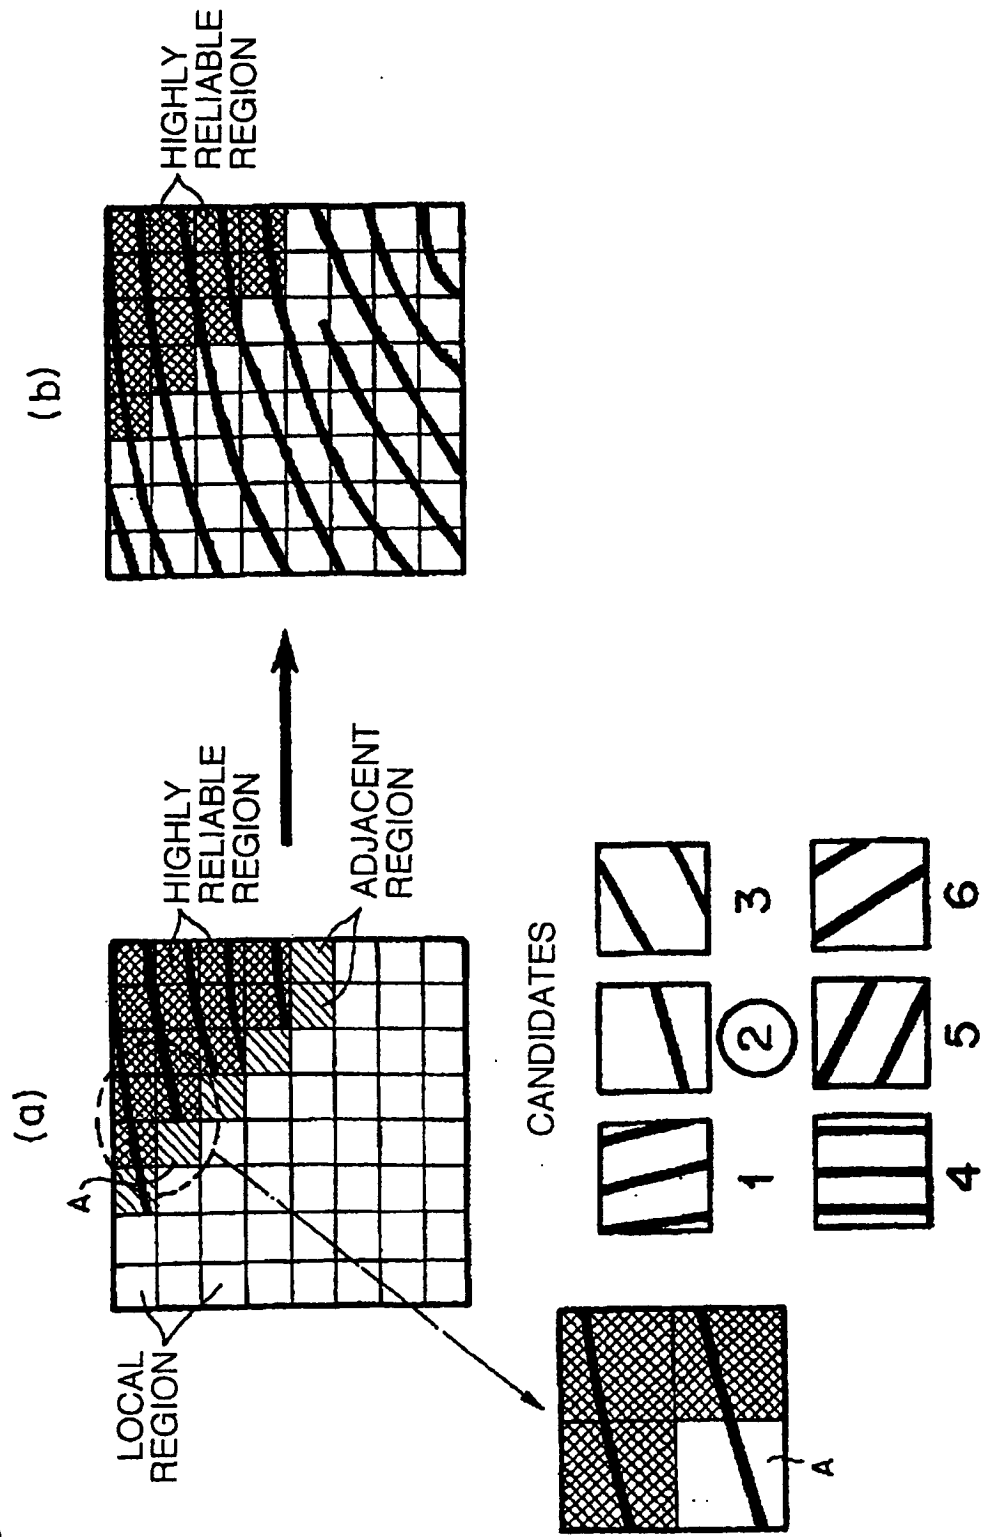 (a)
(b)
LOCAL
REGION
A
HIGHLY
RELIABLE
REGION
ADJACENT
REGION
HIGHLY
RELIABLE
REGION
A
CANDIDATES
1
2
3
4
5
6